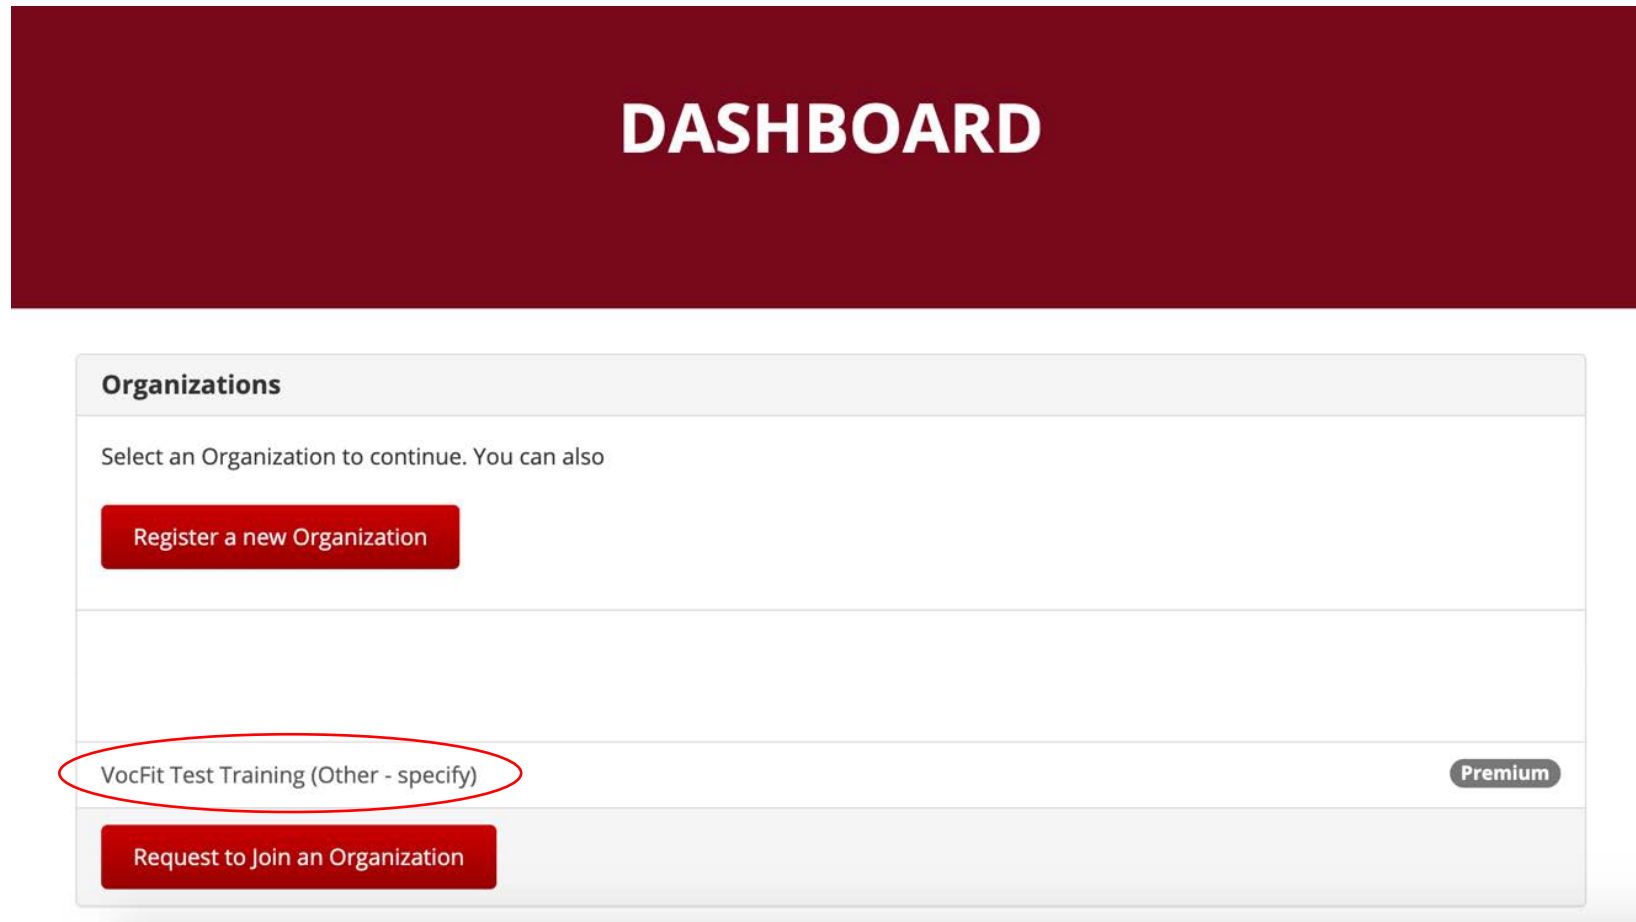 DASHBOARD
Organizations
Select an Organization to continue. You can also
Register a new Organization
VocFit Test Training (Other - specify)
Premium
Request to Join an Organization